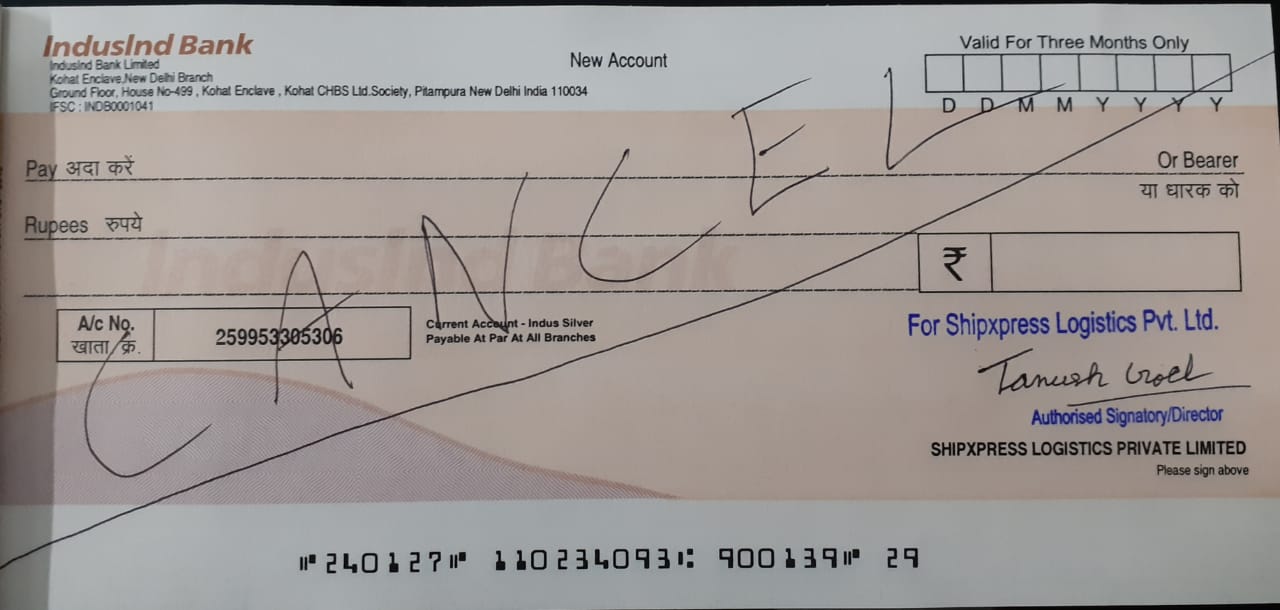 IndusInd Bank
IndusInd Bank Limited
Kohat Enclave,New Delhi Branch
Ground Floor, House No-499 , Kohat Enclave , Kohat CHBS Ltd.Society, Pitampura New Delhi India 110034
IFSC : INDB0001041
New Account
Valid For Three Months Only
D D M M Y Y Y Y
Pay अदा करें
Or Bearer
या धारक को
Rupees रुपये
IndusInd Bank
₹
CANCEL
A/c No.
खाता क्रं.
259953305306
Current Account - Indus Silver
Payable At Par At All Branches
For Shipxpress Logistics Pvt. Ltd.
Tanush Goel
Authorised Signatory/Director
SHIPXPRESS LOGISTICS PRIVATE LIMITED
Please sign above
⑈240127⑈ 110234093⑆ 900139⑈ 29